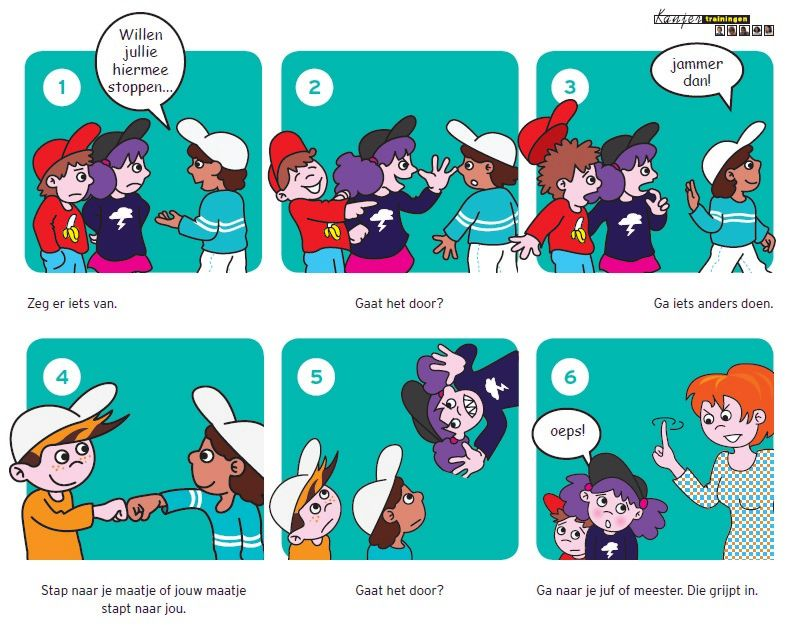 Kanjer trainingen
1
Willen
jullie
hiermee
stoppen...
2
3
jammer
dan!
Zeg er iets van.
Gaat het door?
Ga iets anders doen.
4
5
6
oeps!
Stap naar je maatje of jouw maatje
stapt naar jou.
Gaat het door?
Ga naar je juf of meester. Die grijpt in.